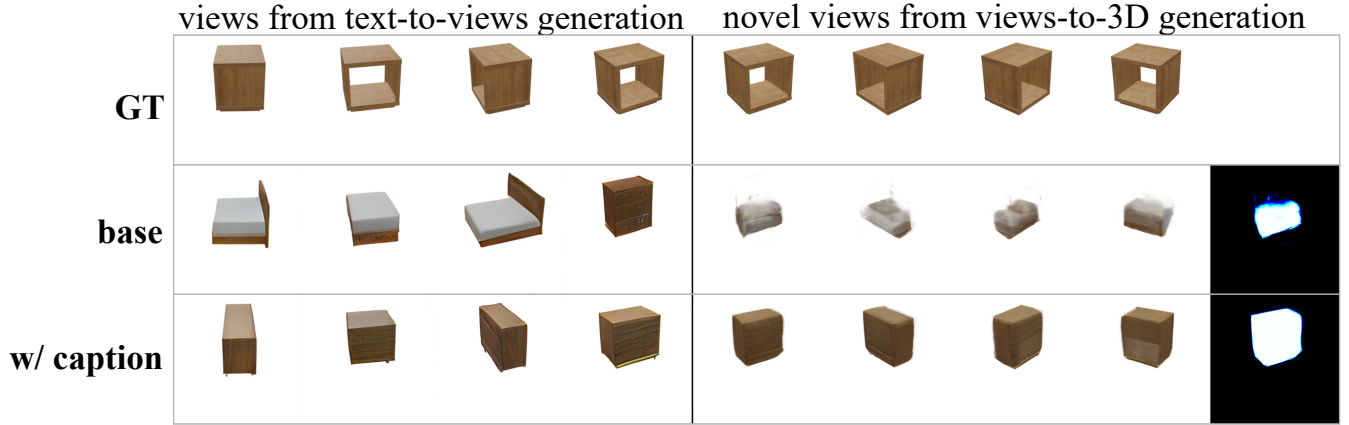 views from text-to-views generation
novel views from views-to-3D generation
GT
base
w/ caption